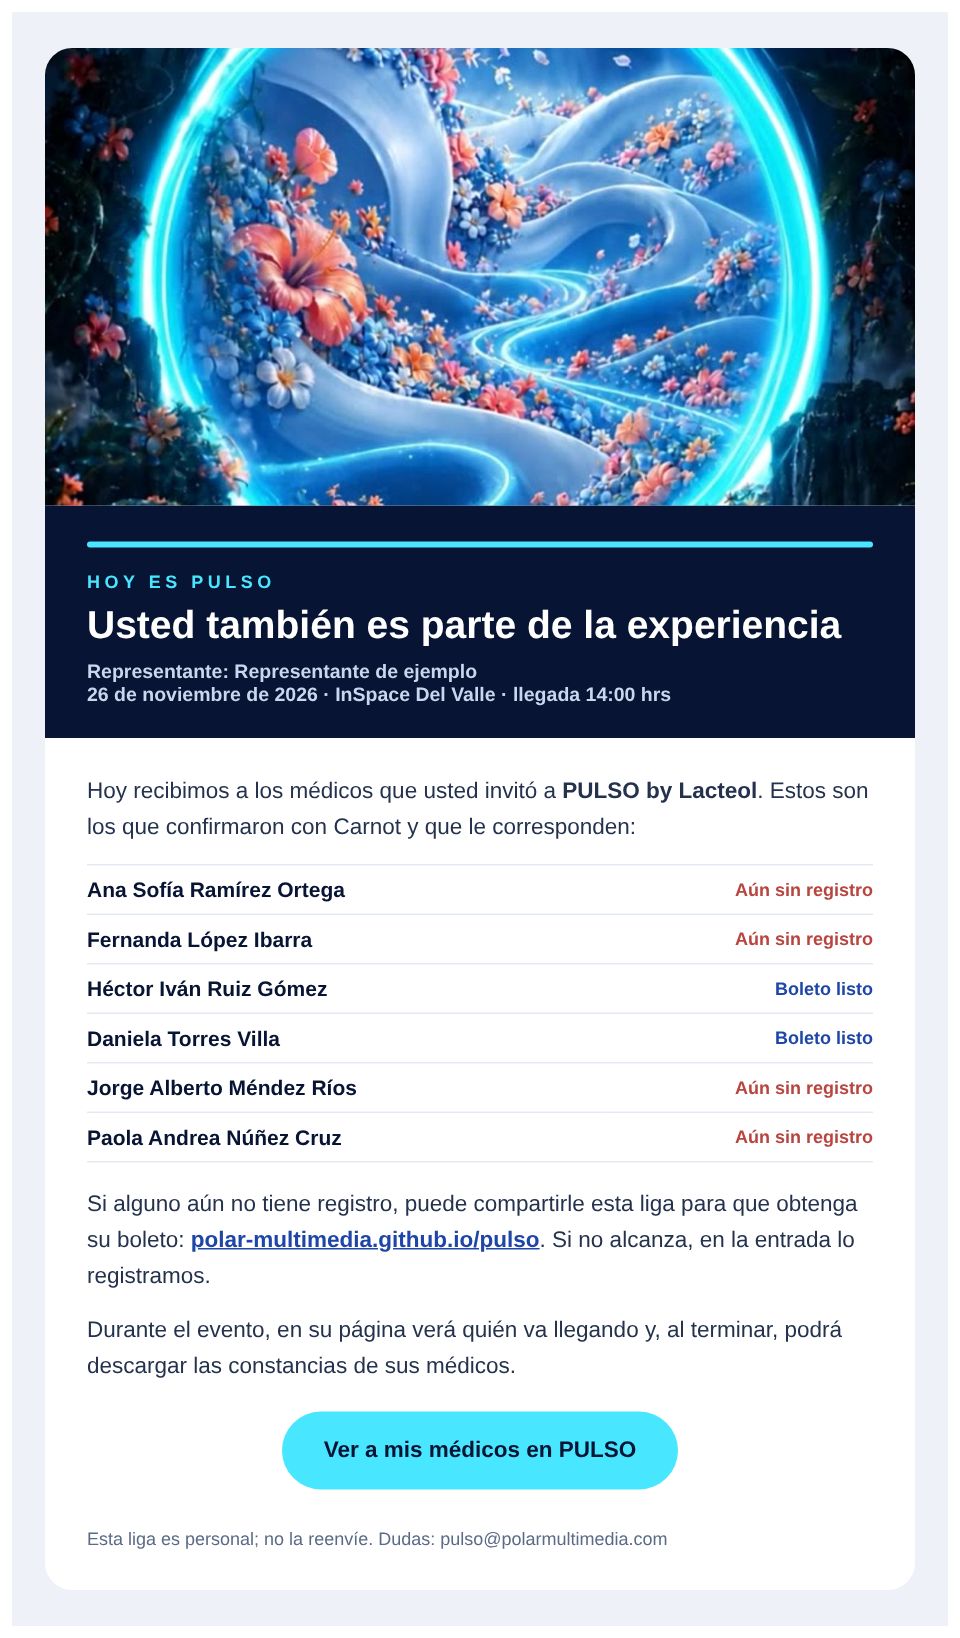 HOY ES PULSO
Usted también es parte de la experiencia
Representante: Representante de ejemplo
26 de noviembre de 2026 · InSpace Del Valle · llegada 14:00 hrs
Hoy recibimos a los médicos que usted invitó a PULSO by Lacteol. Estos son
los que confirmaron con Carnot y que le corresponden:
Ana Sofía Ramírez Ortega Aún sin registro
Fernanda López Ibarra Aún sin registro
Héctor Iván Ruiz Gómez Boleto listo
Daniela Torres Villa Boleto listo
Jorge Alberto Méndez Ríos Aún sin registro
Paola Andrea Núñez Cruz Aún sin registro
Si alguno aún no tiene registro, puede compartirle esta liga para que obtenga
su boleto: polar-multimedia.github.io/pulso. Si no alcanza, en la entrada lo
registramos.
Durante el evento, en su página verá quién va llegando y, al terminar, podrá
descargar las constancias de sus médicos.
Ver a mis médicos en PULSO
Esta liga es personal; no la reenvíe. Dudas: pulso@polarmultimedia.com